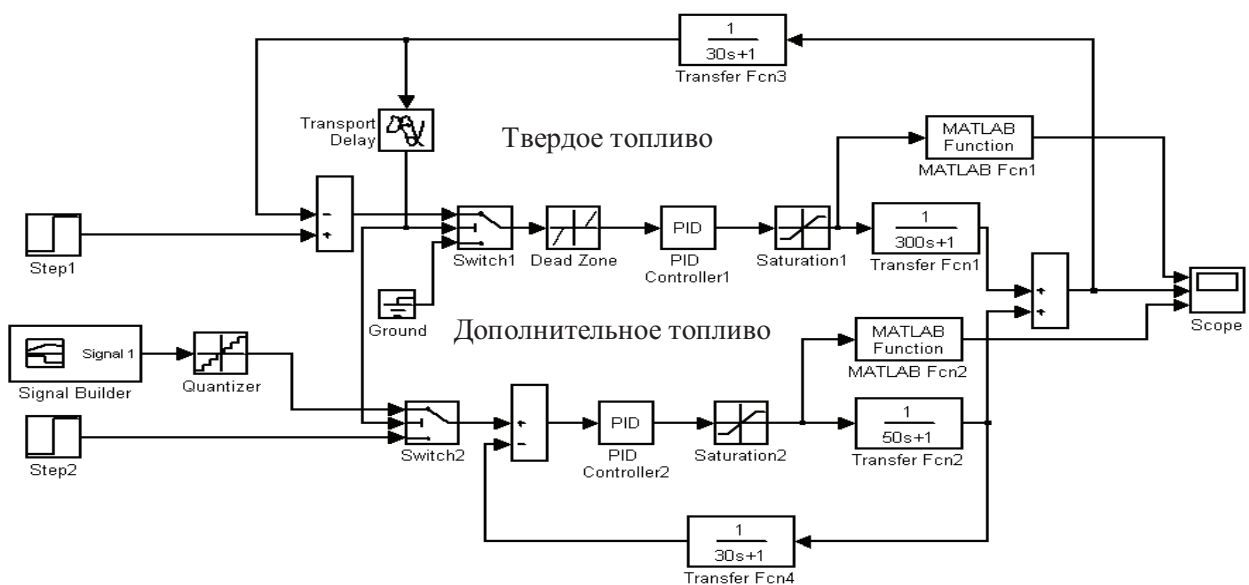 1
30s+1
Transfer Fcn3
Transport
Delay
Твердое топливо
MATLAB
Function
MATLAB Fcn1
Step1
Switch1
Dead Zone
PID
PID
Controller1
Saturation1
1
300s+1
Transfer Fcn1
Ground
Scope
Дополнительное топливо
Signal 1
Signal Builder
Quantizer
MATLAB
Function
MATLAB Fcn2
Step2
Switch2
PID
PID
Controller2
Saturation2
1
50s+1
Transfer Fcn2
1
30s+1
Transfer Fcn4